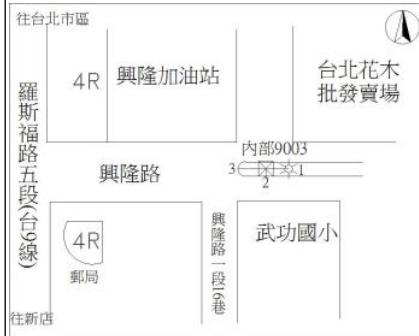 往台北市區
4R
興隆加油站
台北花木
批發賣場
羅斯福路五段(台9線)
內部9003
3
1
2
興隆路
4R
郵局
興隆路一段16巷
武功國小
往新店